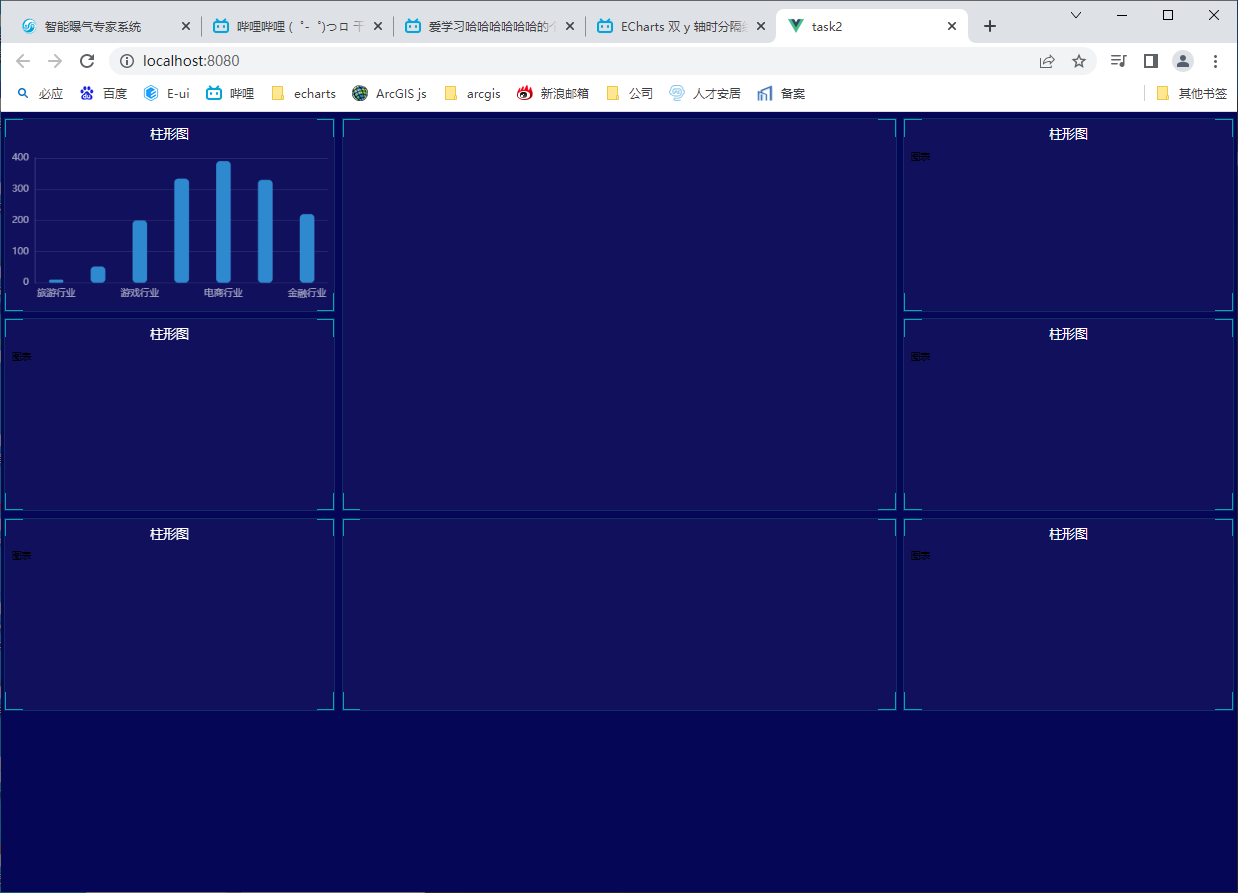 智能曝气专家系统
哔哩哔哩 ( ゜- ゜)つロ 干
爱学习哈哈哈哈哈哈的
ECharts 双 y 轴时分隔
task2
localhost:8080
必应
百度
E-ui
哔哩
echarts
ArcGIS js
arcgis
新浪邮箱
公司
人才安居
备案
其他书签
柱形图
400
300
200
100
0
旅游行业
游戏行业
电商行业
金融行业
柱形图
图表
柱形图
图表
柱形图
图表
柱形图
图表
柱形图
图表